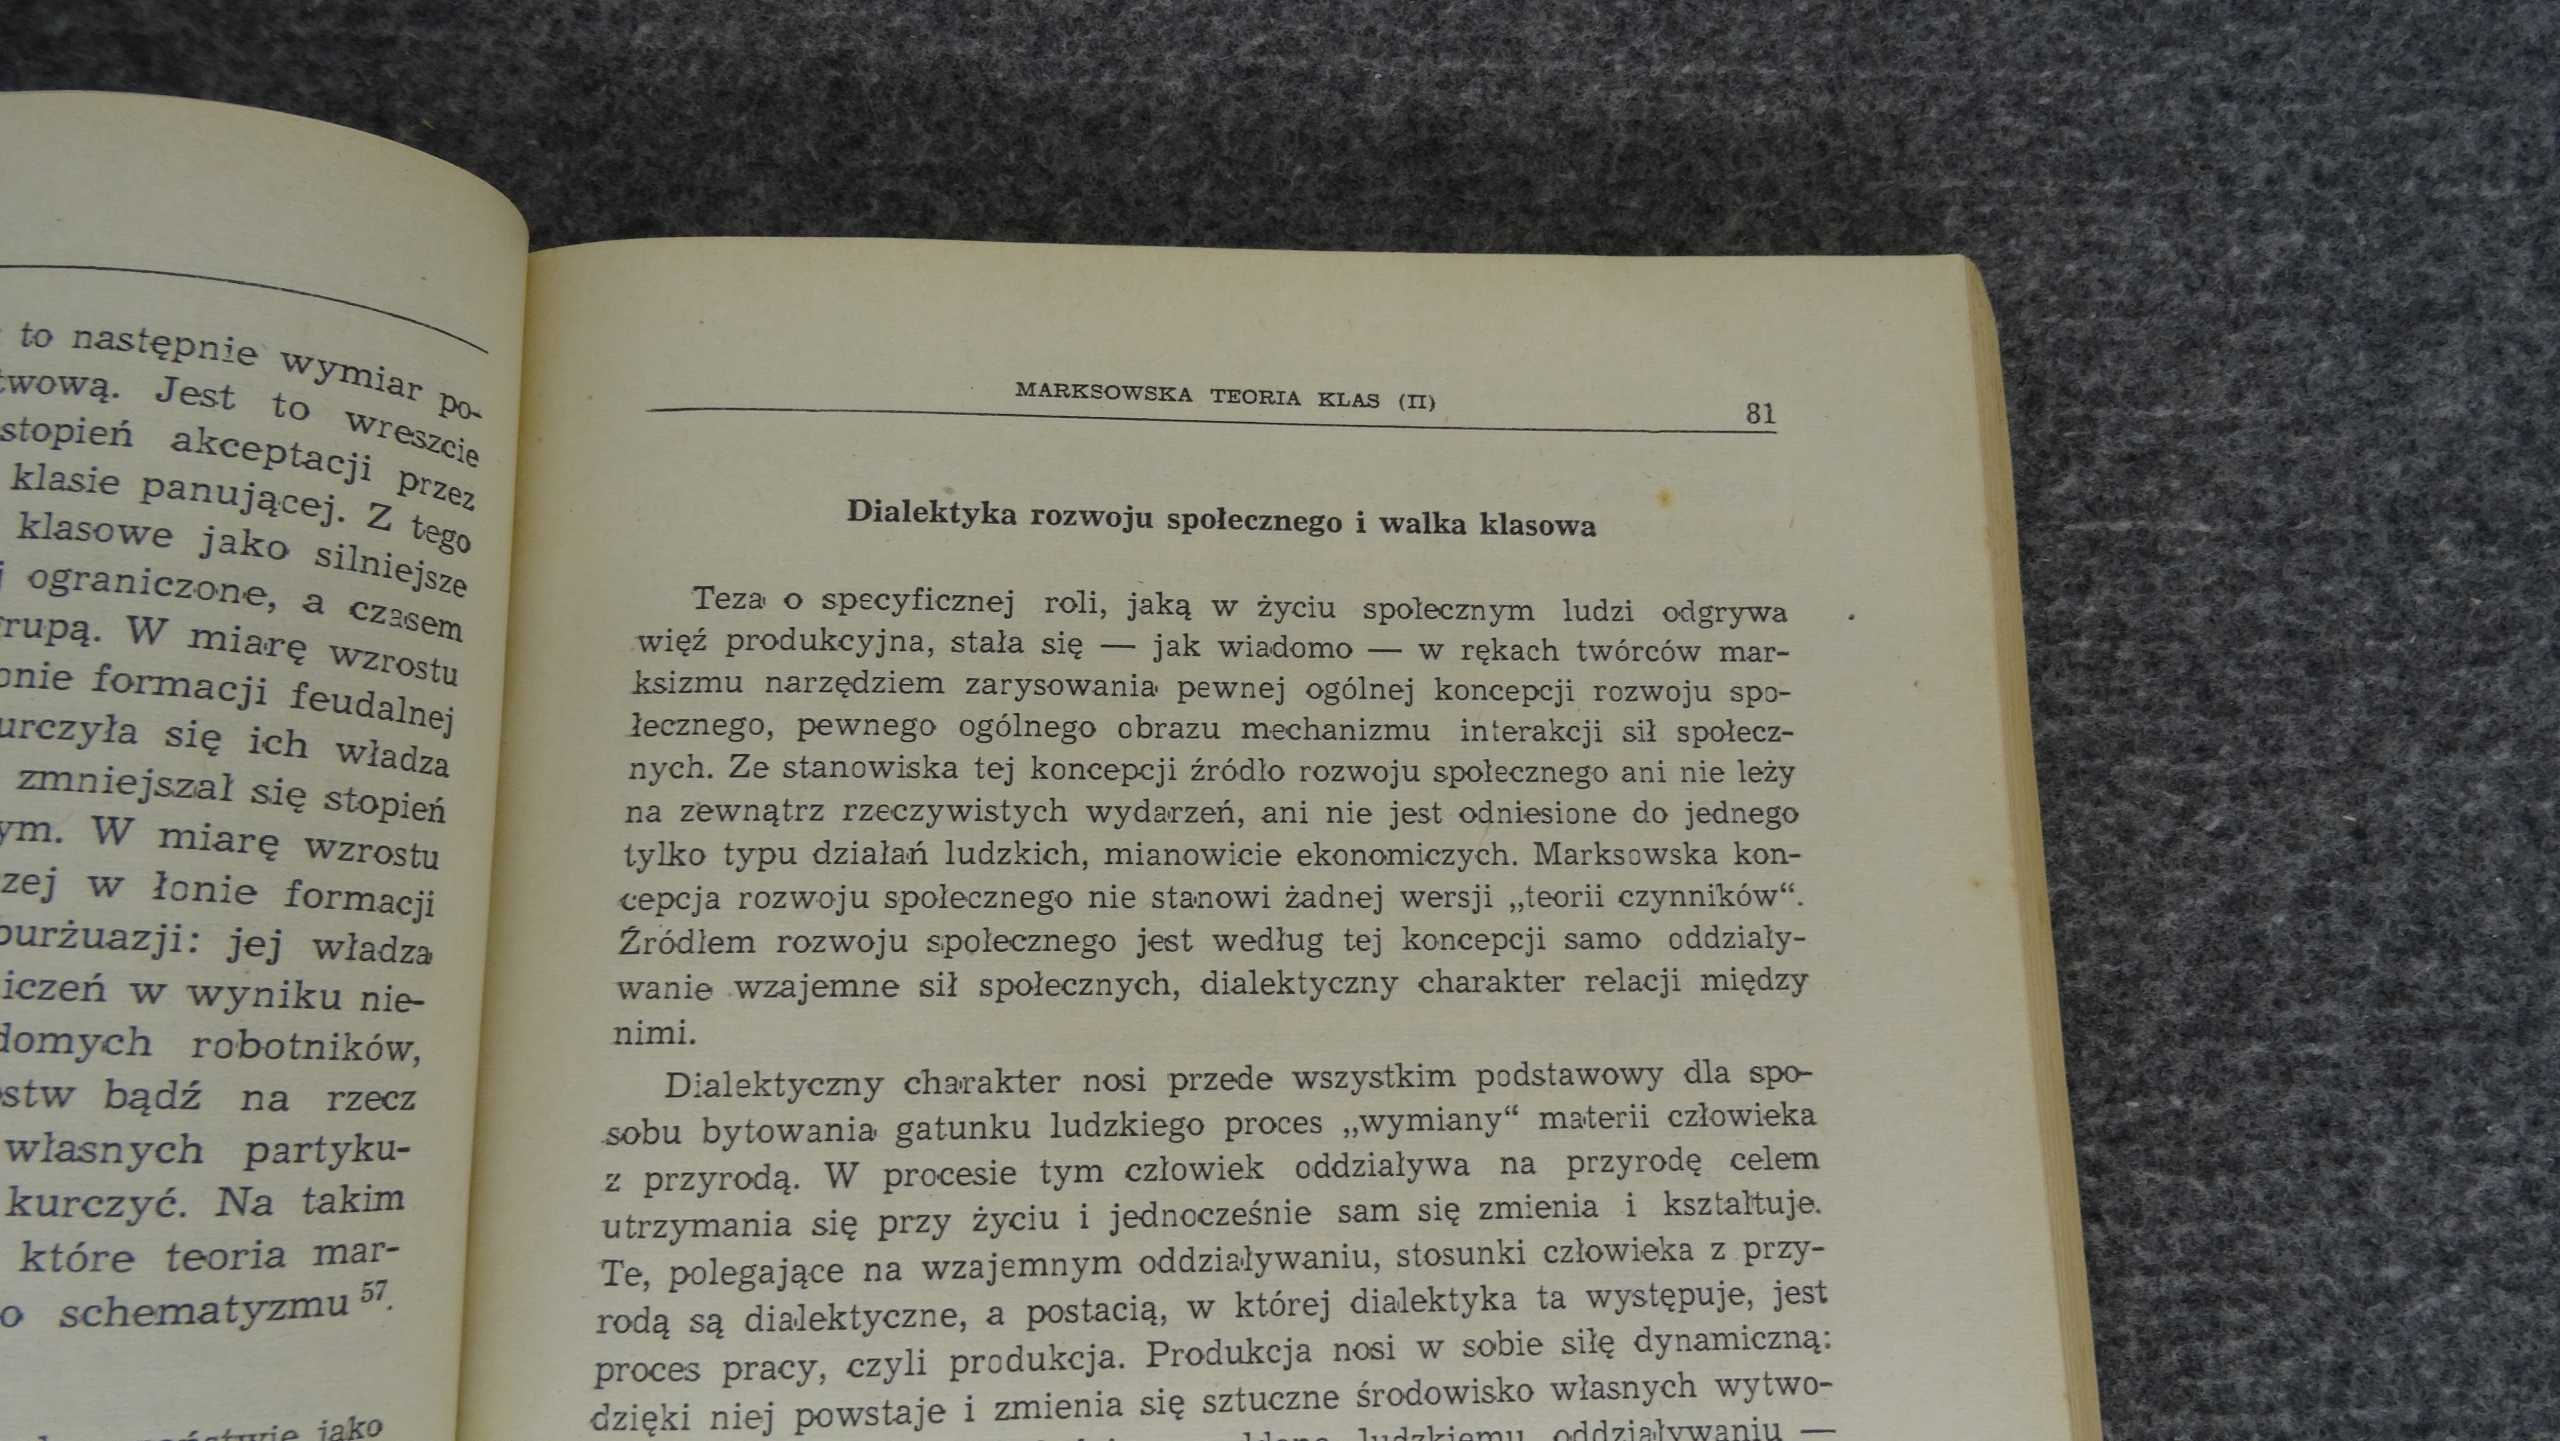 to następnie wymiar po-
twową. Jest to wreszcie
stopień akceptacji przez
klasie panującej. Z tego
klasowe jako silniejsze
ograniczone, a czasem
grupą. W miarę wzrostu
onie formacji feudalnej
urczyła się ich władza
zmniejszał się stopień
ym. W miarę wzrostu
zej w łonie formacji
burżuazji: jej władza
iczeń w wyniku nie-
domych robotników,
stw bądź na rzecz
własnych partyku-
kurczyć. Na takim
które teoria mar-
o schematyzmu 57.
jako
MARKSOWSKA TEORIA KLAS (II)
81
Dialektyka rozwoju społecznego i walka klasowa
Teza o specyficznej roli, jaką w życiu społecznym ludzi odgrywa
więź produkcyjna, stała się — jak wiadomo — w rękach twórców mar-
ksizmu narzędziem zarysowania pewnej ogólnej koncepcji rozwoju spo-
łecznego, pewnego ogólnego obrazu mechanizmu interakcji sił społecz-
nych. Ze stanowiska tej koncepcji źródło rozwoju społecznego ani nie leży
na zewnątrz rzeczywistych wydarzeń, ani nie jest odniesione do jednego
tylko typu działań ludzkich, mianowicie ekonomiczych. Marksowska kon-
cepcja rozwoju społecznego nie stanowi żadnej wersji „teorii czynników“.
Źródłem rozwoju społecznego jest według tej koncepcji samo oddziały-
wanie wzajemne sił społecznych, dialektyczny charakter relacji między
nimi.
Dialektyczny charakter nosi przede wszystkim podstawowy dla spo-
sobu bytowania gatunku ludzkiego proces „wymiany“ materii człowieka
z przyrodą. W procesie tym człowiek oddziaływa na przyrodę celem
utrzymania się przy życiu i jednocześnie sam się zmienia i kształtuje.
Te, polegające na wzajemnym oddziaływaniu, stosunki człowieka z przy-
rodą są dialektyczne, a postacią, w której dialektyka ta występuje, jest
proces pracy, czyli produkcja. Produkcja nosi w sobie siłę dynamiczną:
dzięki niej powstaje i zmienia się sztuczne środowisko własnych wytwo-
ludzkiemu oddziaływaniu —